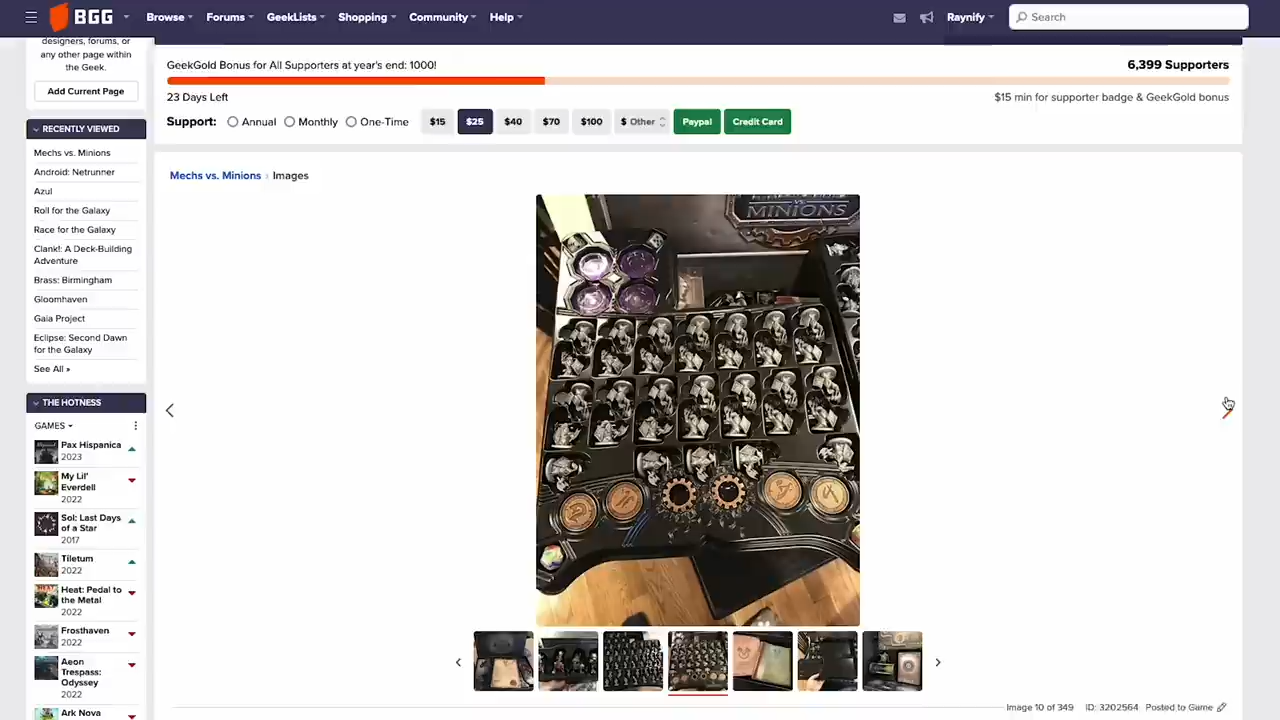 BGG
Browse
Forums
GeekLists
Shopping
Community
Help
Raynify
Search
designers, forums, or
any other page within
the Geek.
Add Current Page
RECENTLY VIEWED
Mechs vs. Minions
Android: Netrunner
Azul
Roll for the Galaxy
Race for the Galaxy
Clank!: A Deck-Building
Adventure
Brass: Birmingham
Gloomhaven
Gaia Project
Eclipse: Second Dawn
for the Galaxy
See All »
THE HOTNESS
GAMES
Pax Hispanica
2023
My Lil'
Everdell
2022
Sol: Last Days
of a Star
2017
Tiletum
2022
Heat: Pedal to
the Metal
2022
Frosthaven
2022
Aeon
Trespass:
Odyssey
2022
Ark Nova
GeekGold Bonus for All Supporters at year's end: 1000!
6,399 Supporters
23 Days Left
$15 min for supporter badge & GeekGold bonus
Support:
Annual
Monthly
One-Time
$15
$25
$40
$70
$100
$ Other
Paypal
Credit Card
Mechs vs. Minions › Images
MINIONS
Image 10 of 349
ID: 3202564
Posted to Game